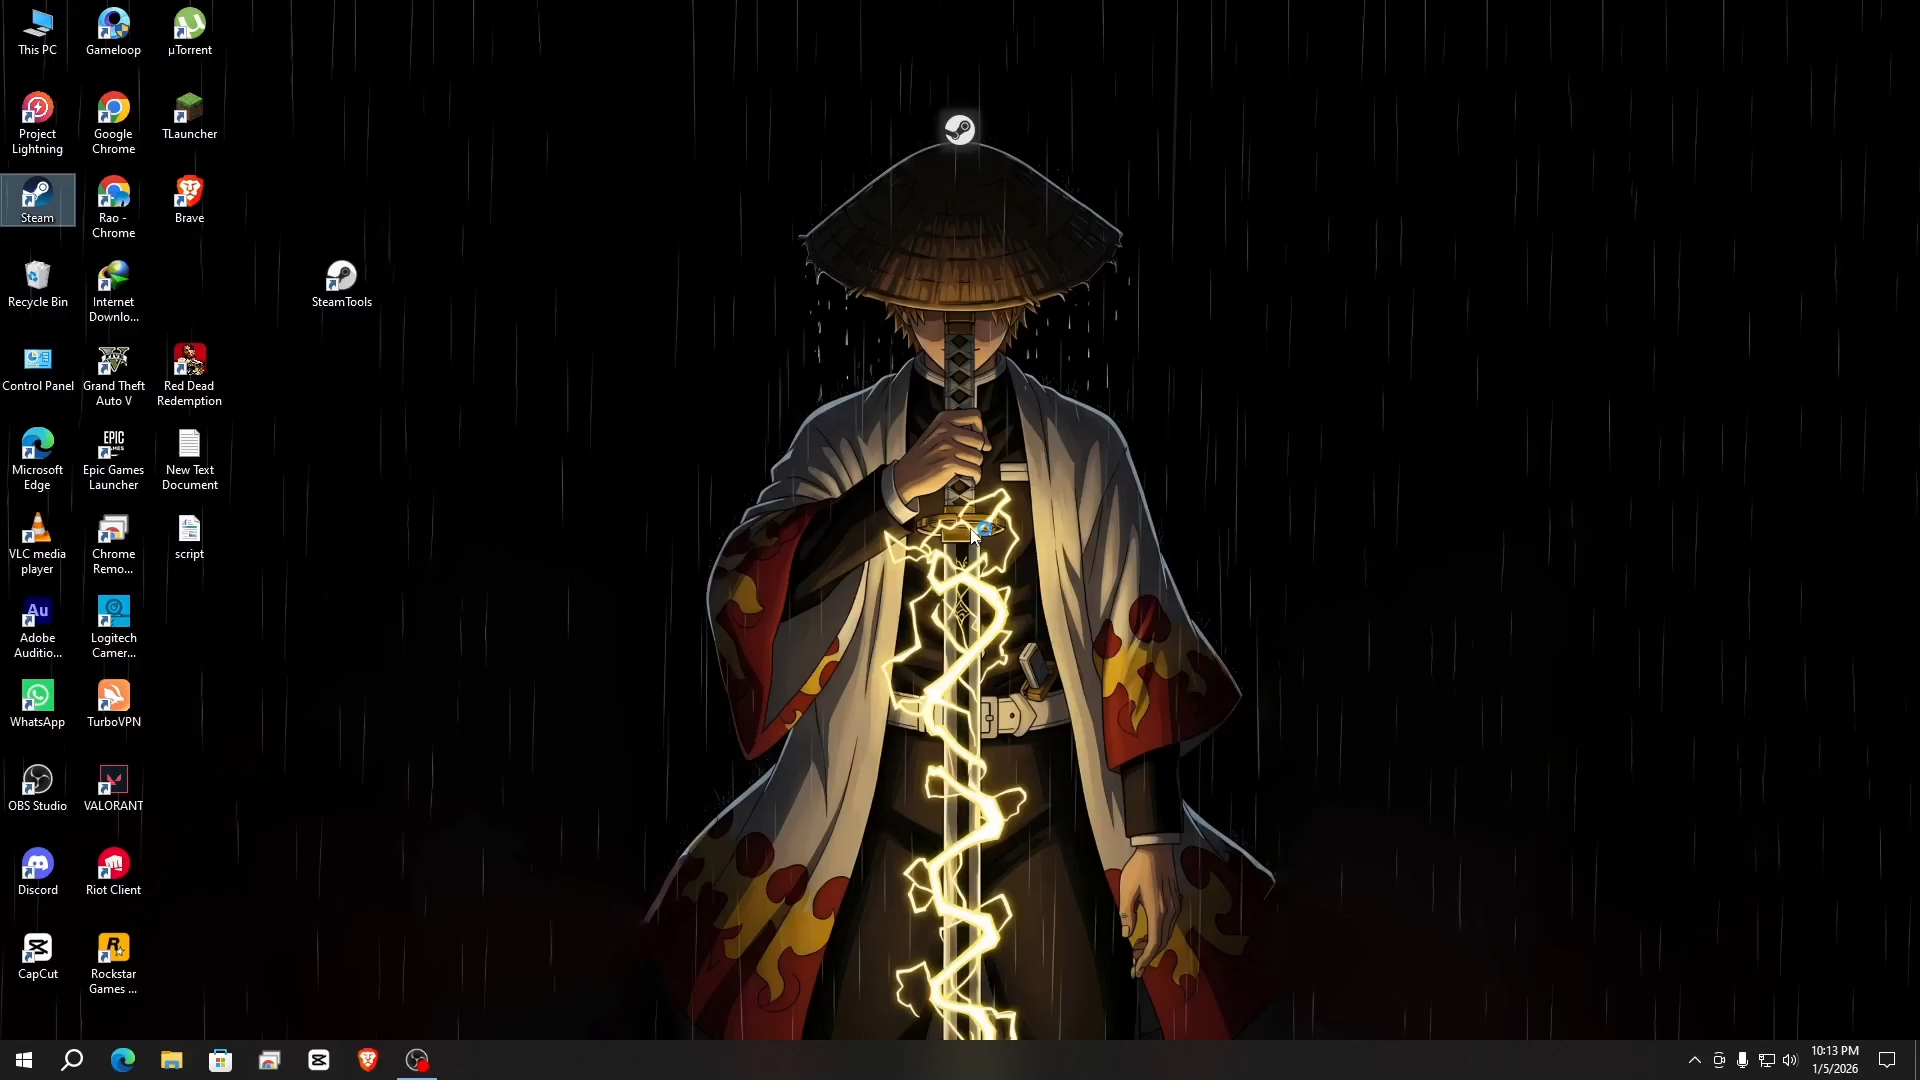 This PC
Gameloop
µTorrent
Project
Lightning
Google
Chrome
TLauncher
Steam
Rao -
Chrome
Brave
Recycle Bin
Internet
Downlo...
SteamTools
Control Panel
Grand Theft
Auto V
Red Dead
Redemption
Microsoft
Edge
EPIC
GAMES
Epic Games
Launcher
New Text
Document
VLC media
player
Chrome
Remo...
script
Au
Adobe
Auditio...
Logitech
Camer...
WhatsApp
TurboVPN
OBS Studio
VALORANT
Discord
Riot Client
CapCut
R
Rockstar
Games ...
10:13 PM
1/5/2026